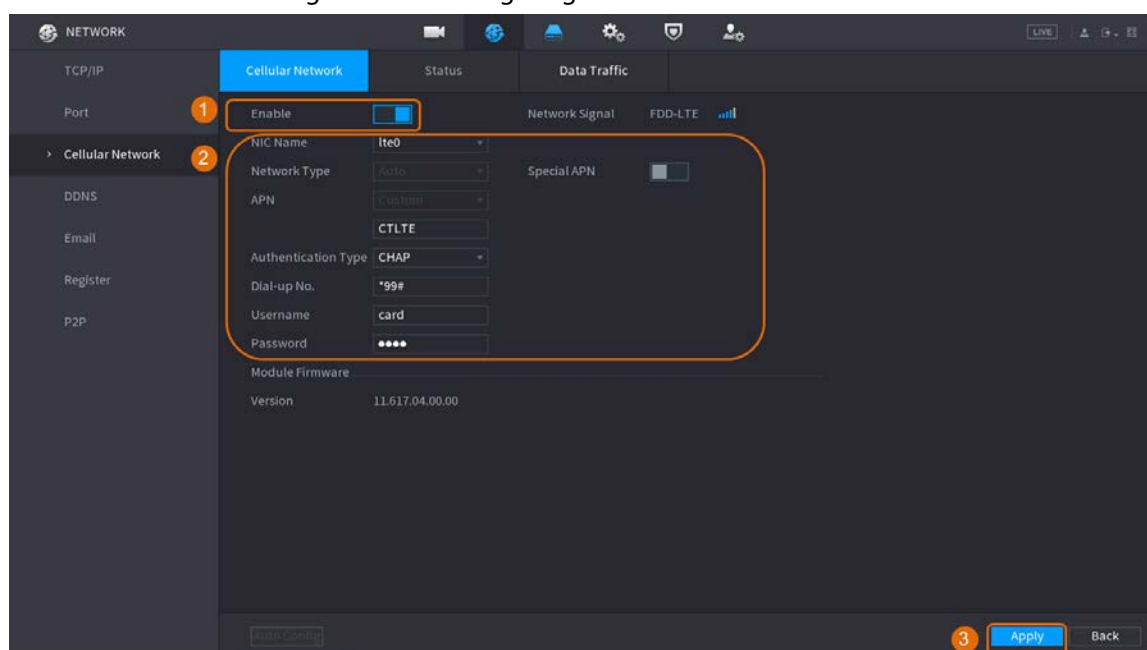 NETWORK LIVE
TCP/IP Cellular Network Status Data Traffic
Port 1 Enable Network Signal FDD-LTE
Cellular Network 2 NIC Name lte0
Network Type Auto Special APN
DDNS APN Custom
Email CTLTE
Authentication Type CHAP
Register Dial-up No. *99#
P2P Username card
Password ●●●●
Module Firmware
Version 11.617.04.00.00
Auto Config 3 Apply Back